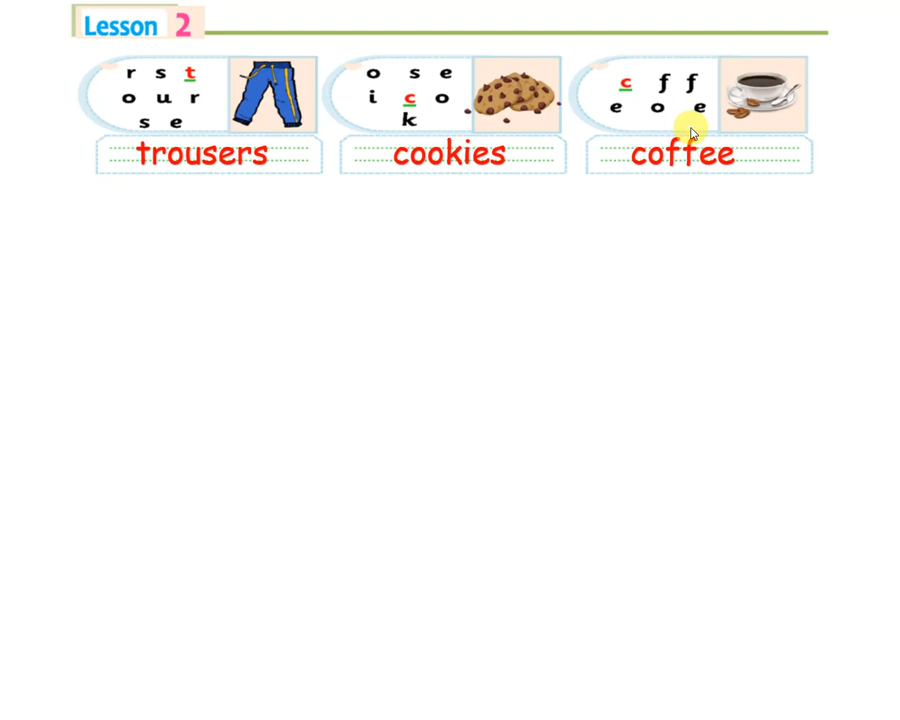 Lesson 2
r s t
o u r
s e
trousers
o s e
i c o
k
cookies
c f f
e o e
coffee